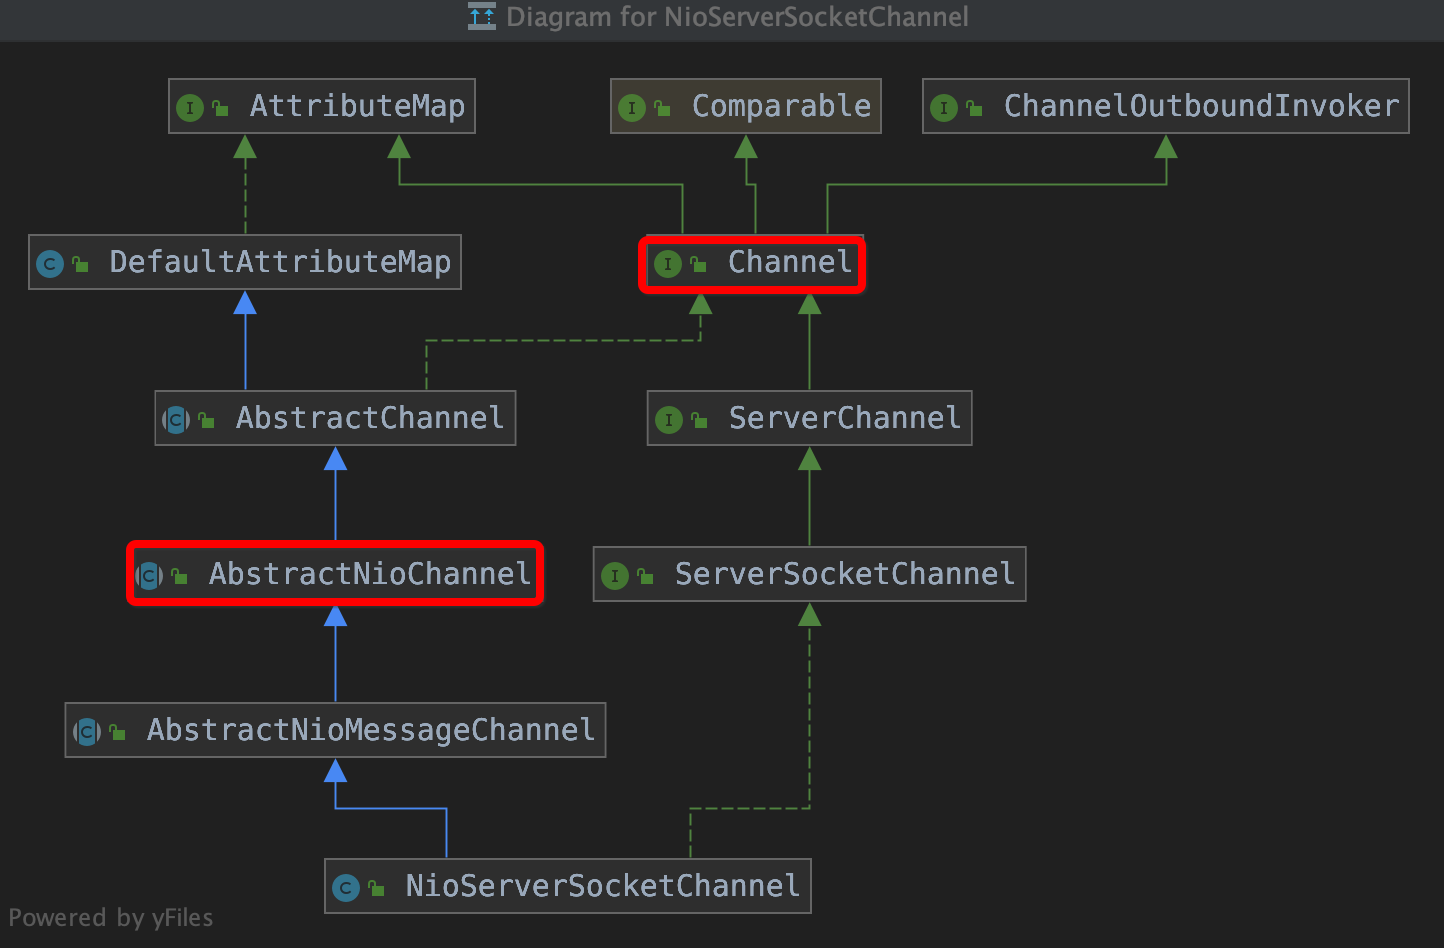 Diagram for NioServerSocketChannel
I AttributeMap
I Comparable
I ChannelOutboundInvoker
C DefaultAttributeMap
I Channel
C AbstractChannel
I ServerChannel
C AbstractNioChannel
I ServerSocketChannel
C AbstractNioMessageChannel
C NioServerSocketChannel
Powered by yFiles